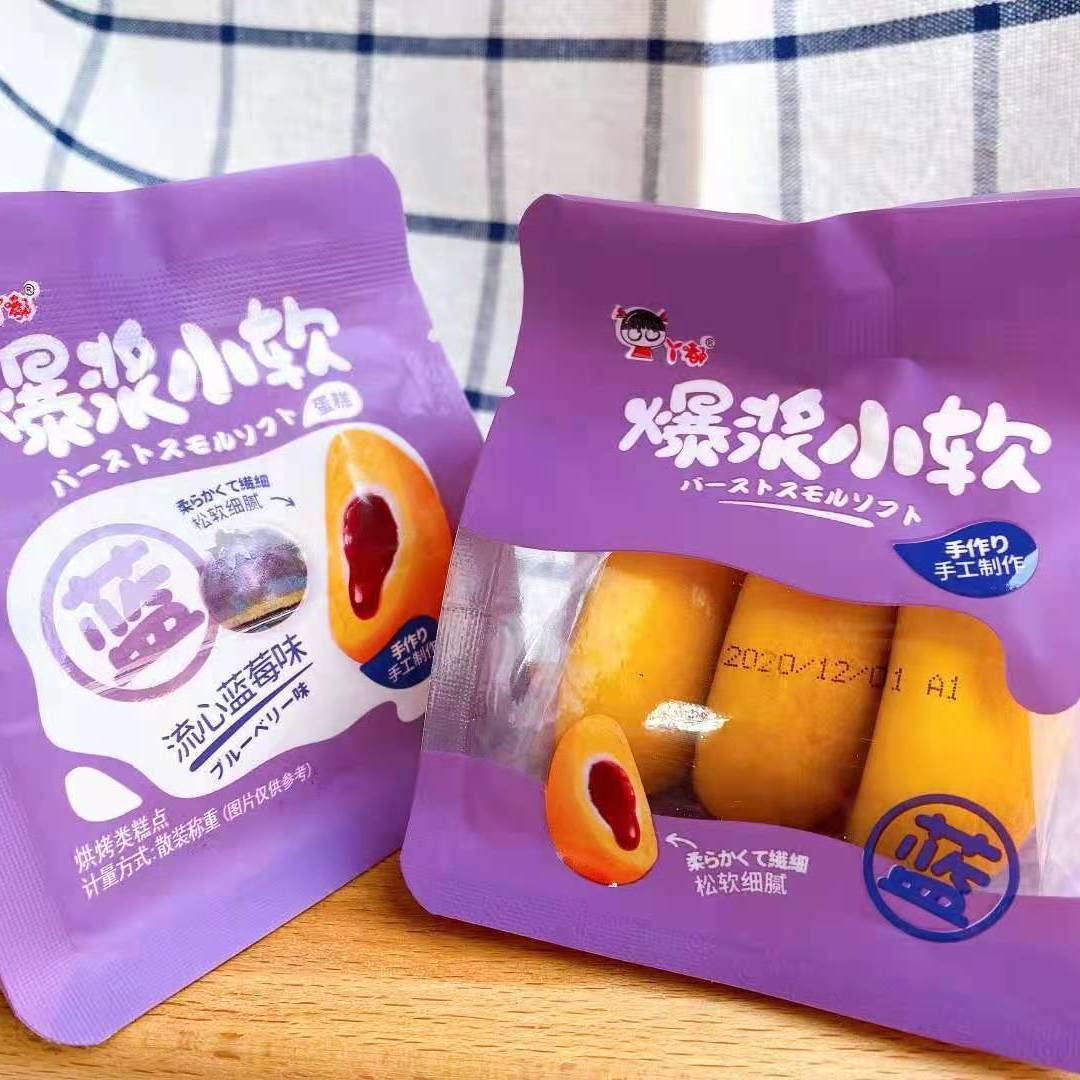 爆浆小软
バーストスモルソフト
蛋糕
柔らかくて繊細
松软细腻
蓝
手作り
手工制作
流心蓝莓味
ブルーベリー味
烘烤类糕点
计量方式:散装称重(图片仅供参考)
爆浆小软
バーストスモルソフト
手作り
手工制作
2020/12/01 A1
柔らかくて繊細
松软细腻
蓝